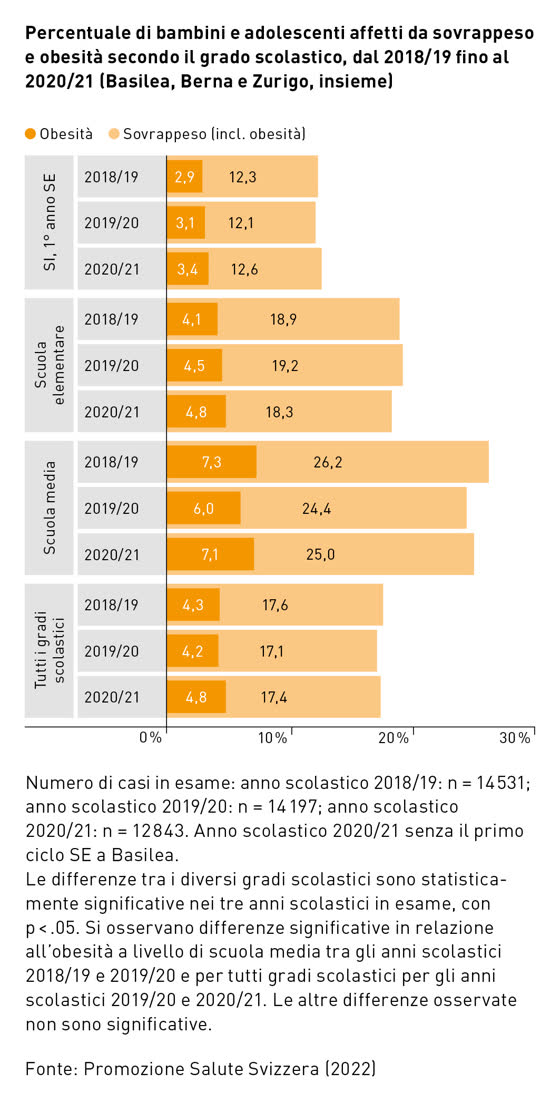 Percentuale di bambini e adolescenti affetti da sovrappeso
e obesità secondo il grado scolastico, dal 2018/19 fino al
2020/21 (Basilea, Berna e Zurigo, insieme)
Obesità Sovrappeso (incl. obesità)
SI, 1° anno SE
2018/19 2,9 12,3
2019/20 3,1 12,1
2020/21 3,4 12,6
Scuola
elementare
2018/19 4,1 18,9
2019/20 4,5 19,2
2020/21 4,8 18,3
Scuola media
2018/19 7,3 26,2
2019/20 6,0 24,4
2020/21 7,1 25,0
Tutti i gradi
scolastici
2018/19 4,3 17,6
2019/20 4,2 17,1
2020/21 4,8 17,4
0 % 10 % 20 % 30 %
Numero di casi in esame: anno scolastico 2018/19: n = 14 531;
anno scolastico 2019/20: n = 14 197; anno scolastico
2020/21: n = 12 843. Anno scolastico 2020/21 senza il primo
ciclo SE a Basilea.
Le differenze tra i diversi gradi scolastici sono statistica-
mente significative nei tre anni scolastici in esame, con
p < .05. Si osservano differenze significative in relazione
all'obesità a livello di scuola media tra gli anni scolastici
2018/19 e 2019/20 e per tutti gradi scolastici per gli anni
scolastici 2019/20 e 2020/21. Le altre differenze osservate
non sono significative.
Fonte: Promozione Salute Svizzera (2022)